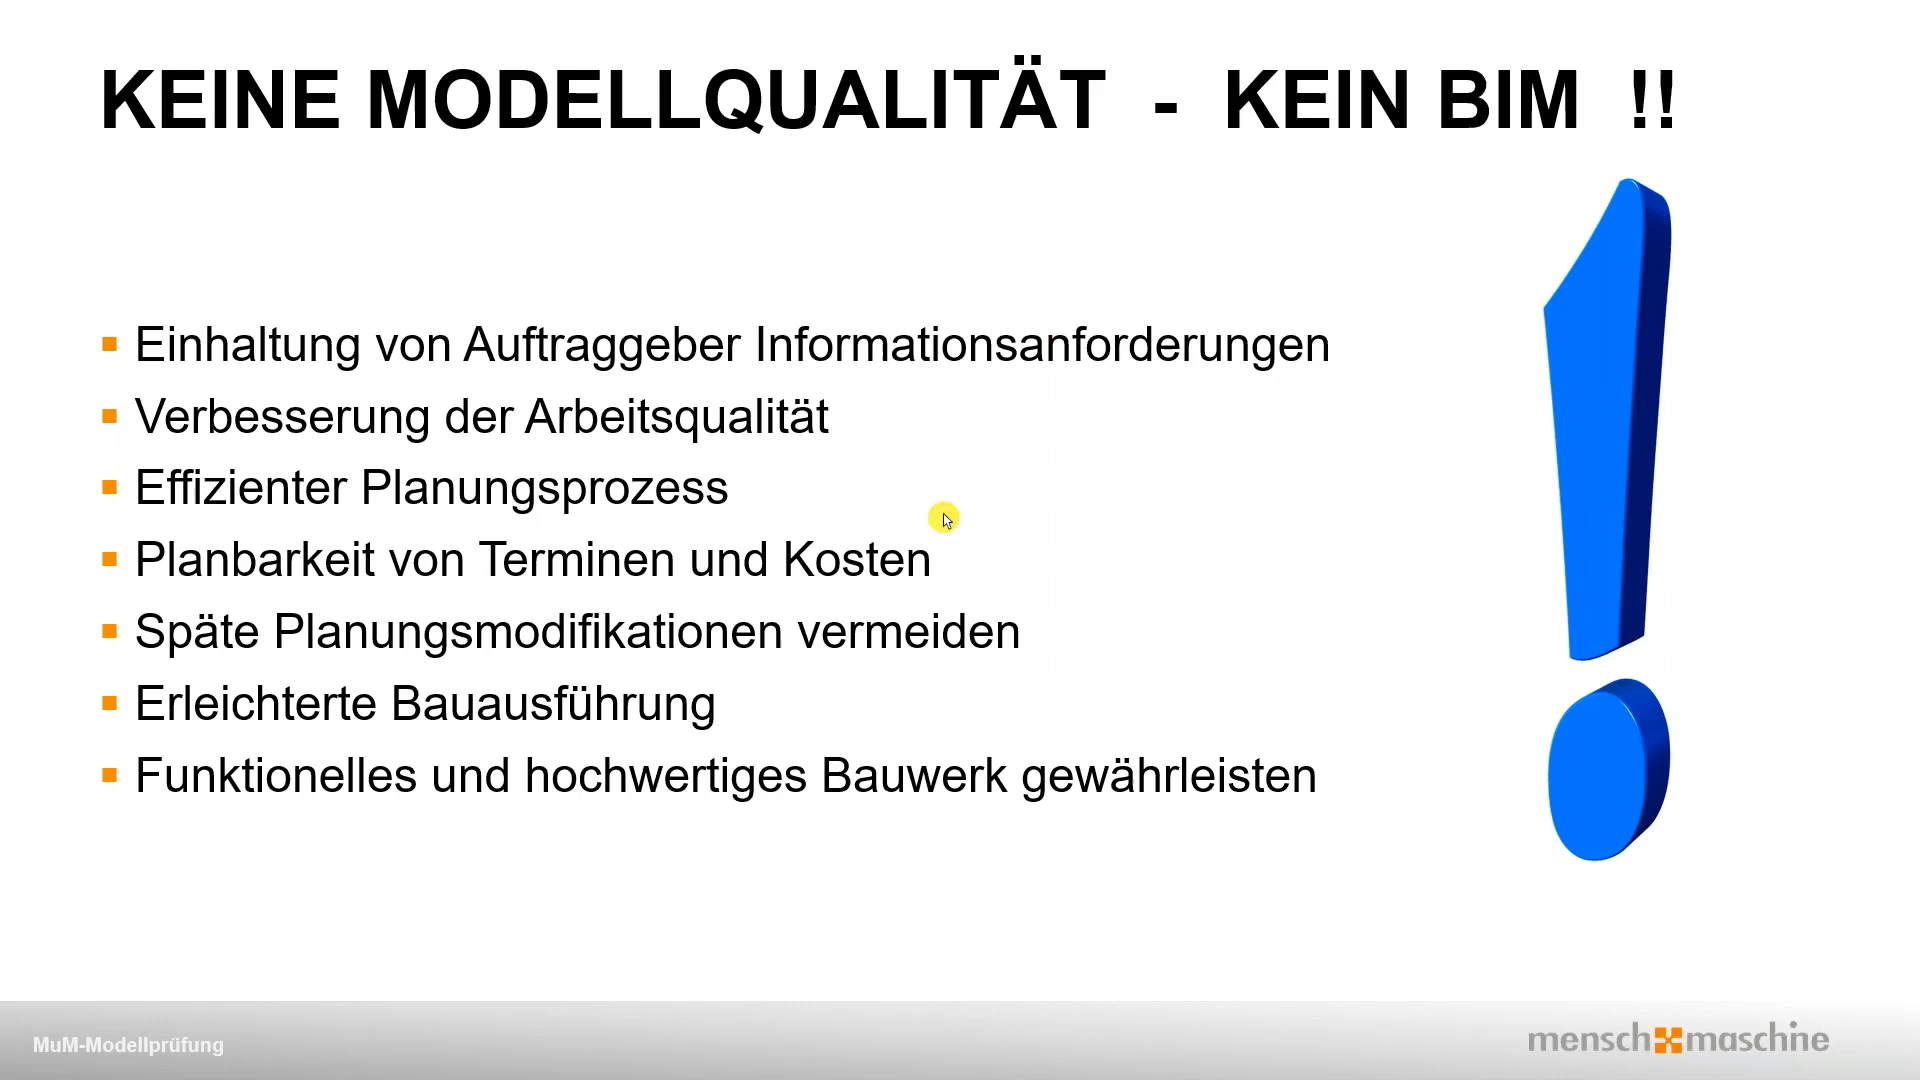 KEINE MODELLQUALITÄT - KEIN BIM !!
Einhaltung von Auftraggeber Informationsanforderungen
Verbesserung der Arbeitsqualität
Effizienter Planungsprozess
Planbarkeit von Terminen und Kosten
Späte Planungsmodifikationen vermeiden
Erleichterte Bauausführung
Funktionelles und hochwertiges Bauwerk gewährleisten
MuM-Modellprüfung
mensch maschine